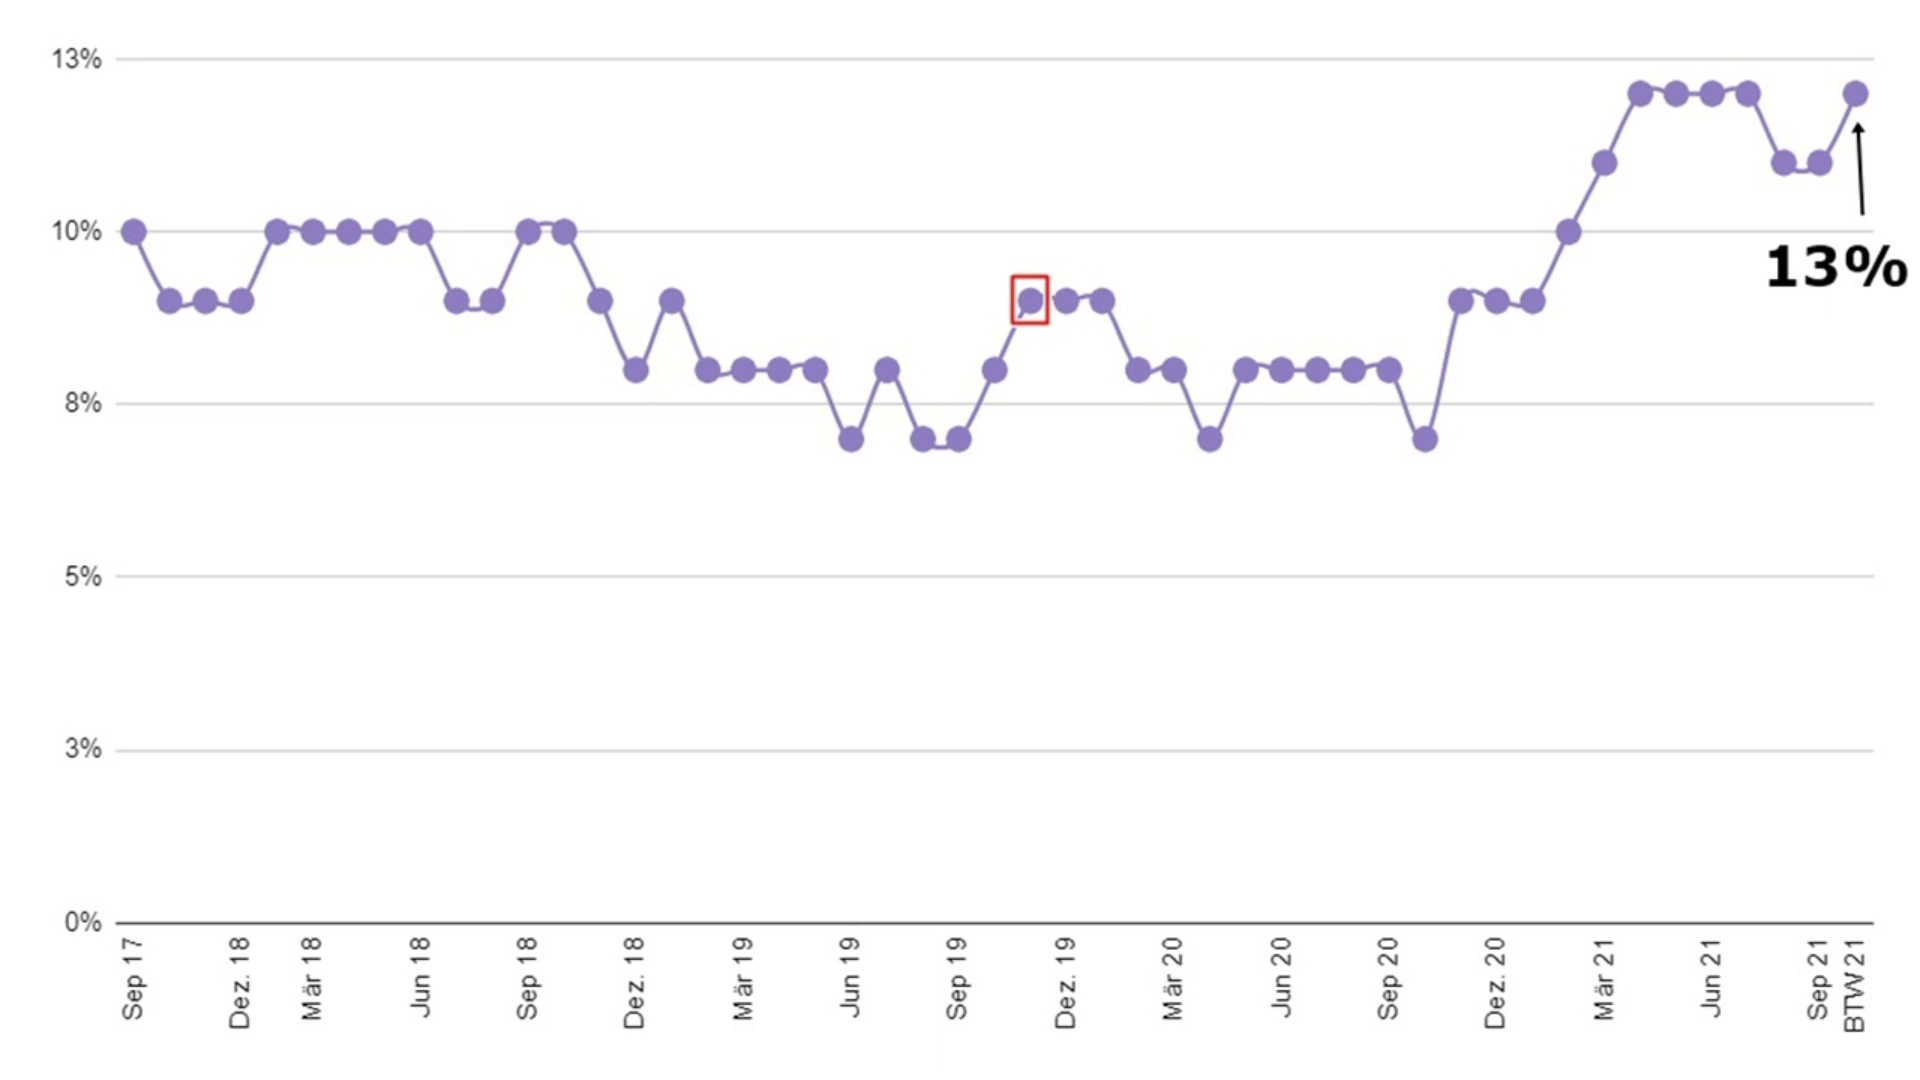 13%
10%
8%
5%
3%
0%
13%
Sep 17
Dez. 18
Mär 18
Jun 18
Sep 18
Dez. 18
Mär 19
Jun 19
Sep 19
Dez. 19
Mär 20
Jun 20
Sep 20
Dez. 20
Mär 21
Jun 21
Sep 21
BTW 21